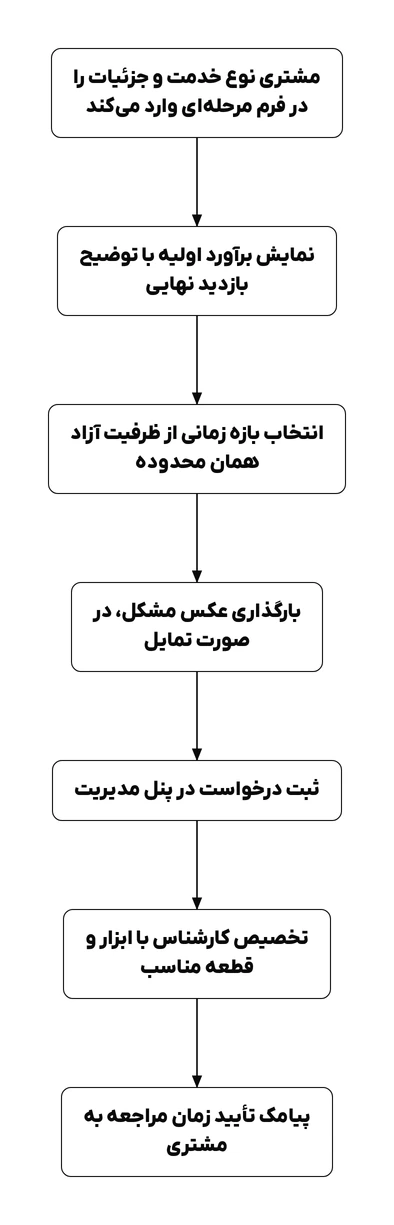 مشتری نوع خدمت و جزئیات را
در فرم مرحله‌ای وارد می‌کند
نمایش برآورد اولیه با توضیح
بازدید نهایی
انتخاب بازه زمانی از ظرفیت آزاد
همان محدوده
بارگذاری عکس مشکل، در
صورت تمایل
ثبت درخواست در پنل مدیریت
تخصیص کارشناس با ابزار و
قطعه مناسب
پیامک تأیید زمان مراجعه به
مشتری